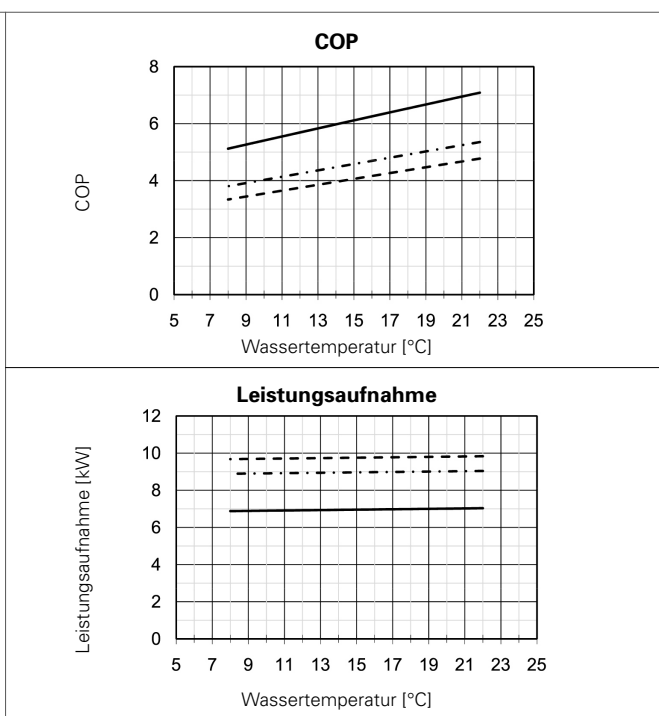 COP
8
6
4
2
0
COP
5 7 9 11 13 15 17 19 21 23 25
Wassertemperatur [°C]
Leistungsaufnahme
12
10
8
6
4
2
0
Leistungsaufnahme [kW]
5 7 9 11 13 15 17 19 21 23 25
Wassertemperatur [°C]